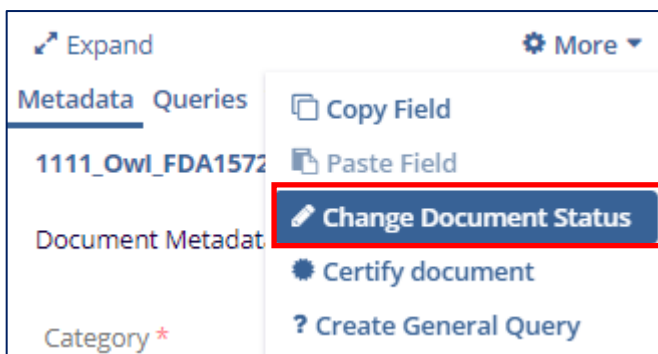 Expand
More
Metadata Queries
Copy Field
1111_Owl_FDA1572
Paste Field
Change Document Status
Document Metadat
Certify document
? Create General Query
Category *